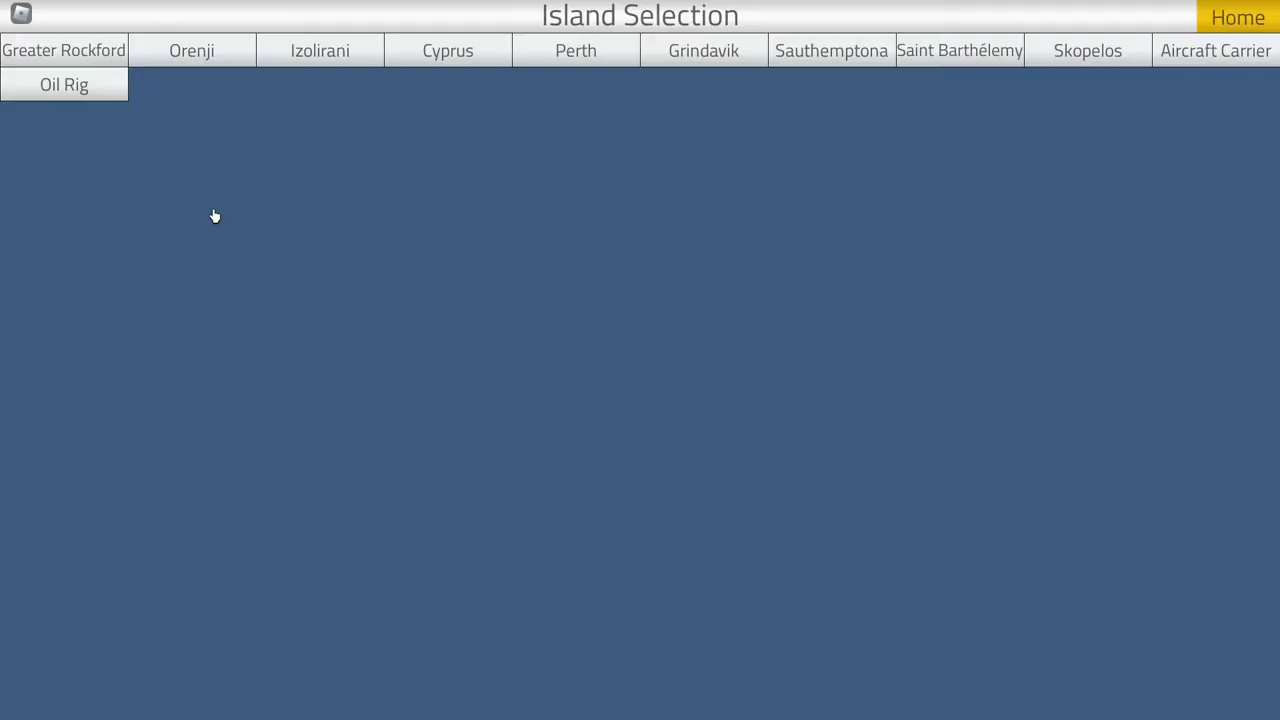 Island Selection
Home
Greater Rockford
Orenji
Izolirani
Cyprus
Perth
Grindavik
Sauthemptona
Saint Barthélemy
Skopelos
Aircraft Carrier
Oil Rig